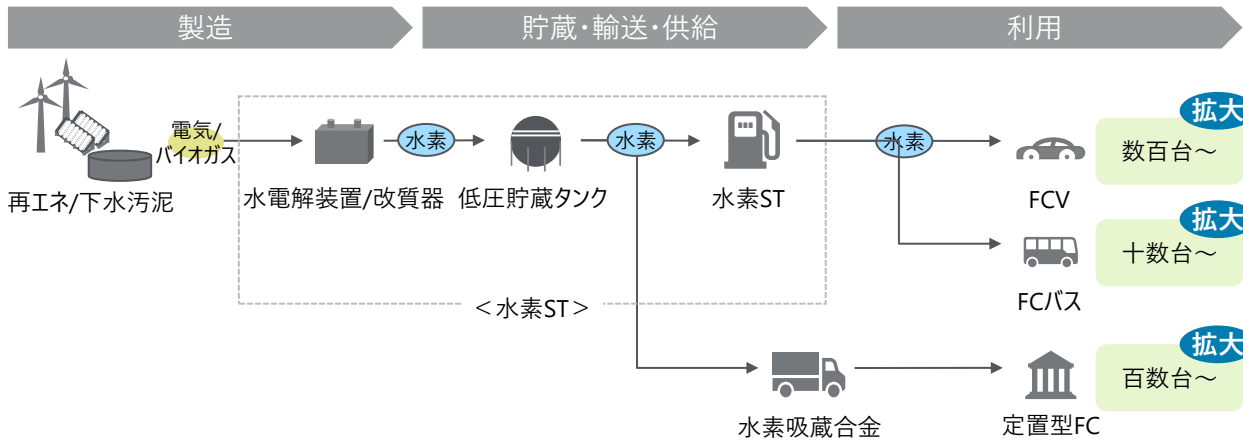 製造
貯蔵・輸送・供給
利用
電気/
バイオガス
再エネ/下水汚泥
水電解装置/改質器
水素
低圧貯蔵タンク
水素
水素ST
水素
FCV
拡大
数百台～
FCバス
拡大
十数台～
＜水素ST＞
水素吸蔵合金
定置型FC
拡大
百数台～